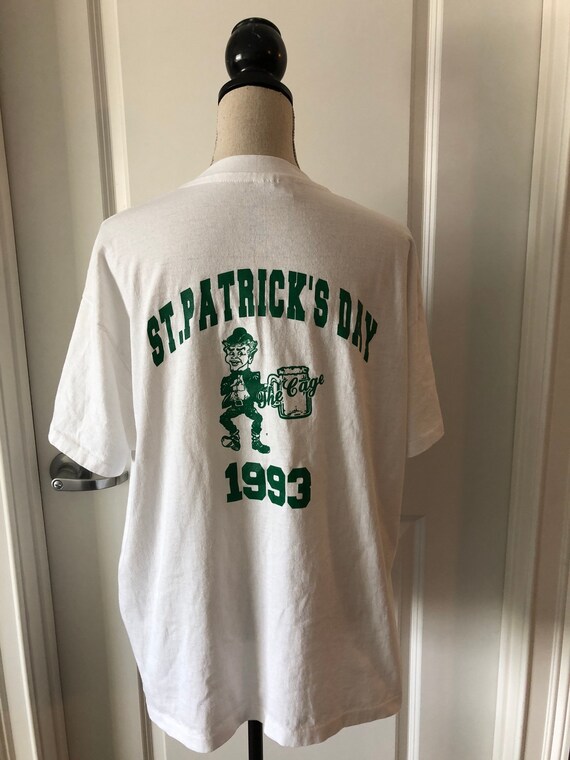 ST.PATRICK'S DAY
The Cage
1993